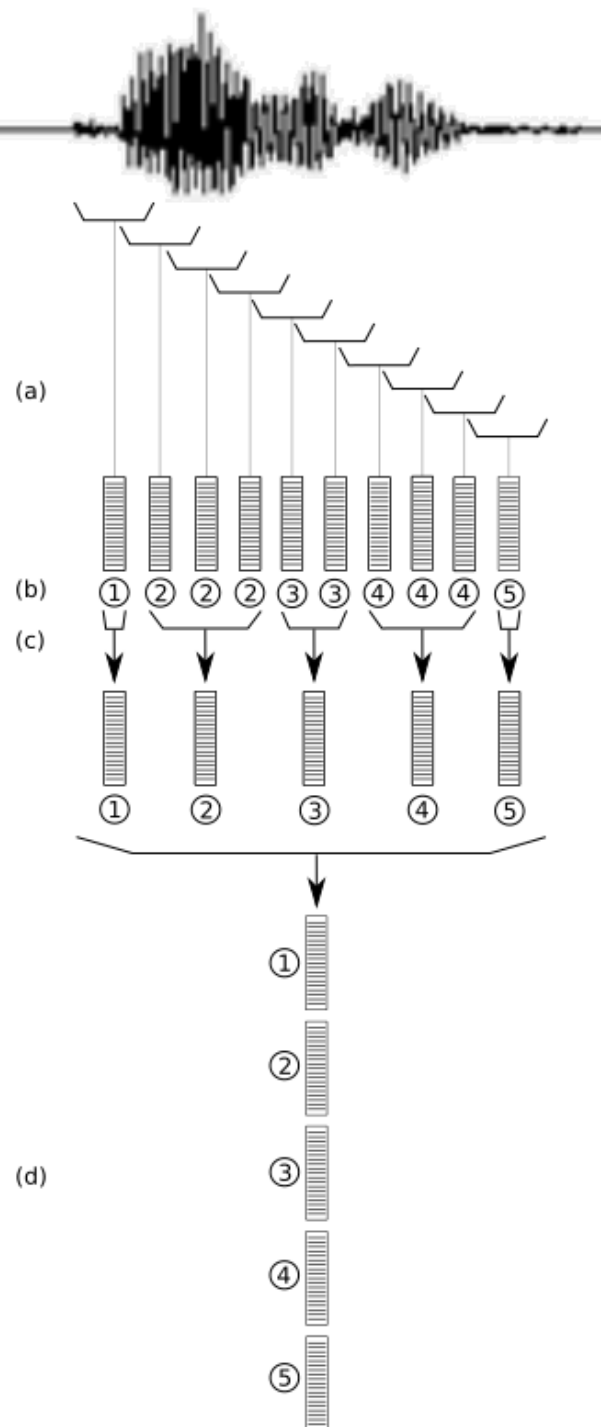 (a)
(b) ① ② ② ② ③ ③ ④ ④ ④ ⑤
(c)
① ② ③ ④ ⑤
①
②
③
(d)
④
⑤